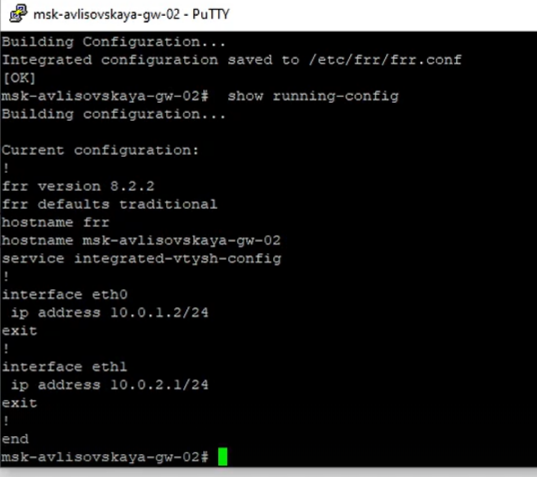 msk-avlisovskaya-gw-02 - PuTTY
Building Configuration...
Integrated configuration saved to /etc/frr/frr.conf
[OK]
msk-avlisovskaya-gw-02#  show running-config
Building configuration...

Current configuration:
!
frr version 8.2.2
frr defaults traditional
hostname frr
hostname msk-avlisovskaya-gw-02
service integrated-vtysh-config
!
interface eth0
 ip address 10.0.1.2/24
exit
!
interface eth1
 ip address 10.0.2.1/24
exit
!
end
msk-avlisovskaya-gw-02#